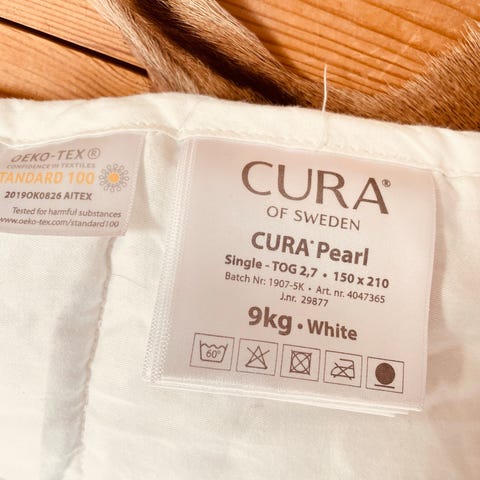 OEKO-TEX®
CONFIDENCE IN TEXTILES
STANDARD 100
2019OK0826 AITEX
Tested for harmful substances
www.oeko-tex.com/standard100
CURA®
OF SWEDEN
CURA® Pearl
Single - TOG 2,7 • 150 x 210
Batch Nr: 1907-5K • Art. nr. 4047365
J.nr. 29877
9kg • White
60°